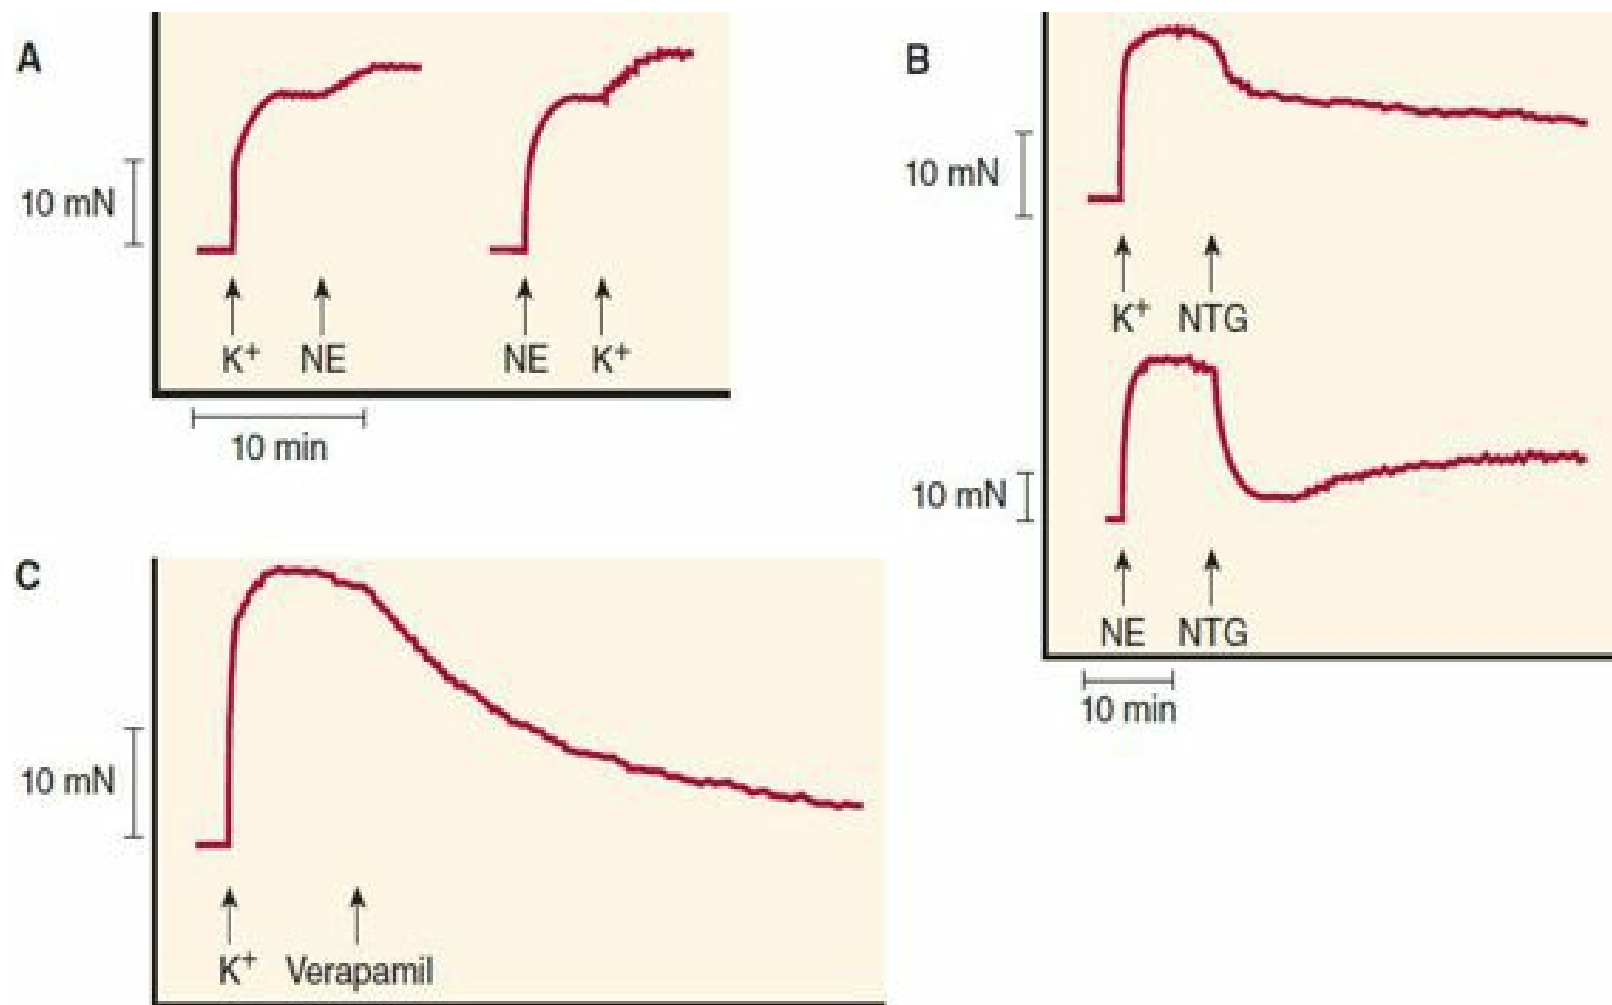 A
10 mN
K⁺ NE NE K⁺
10 min
B
10 mN
K⁺ NTG
10 mN
NE NTG
10 min
C
10 mN
K⁺ Verapamil